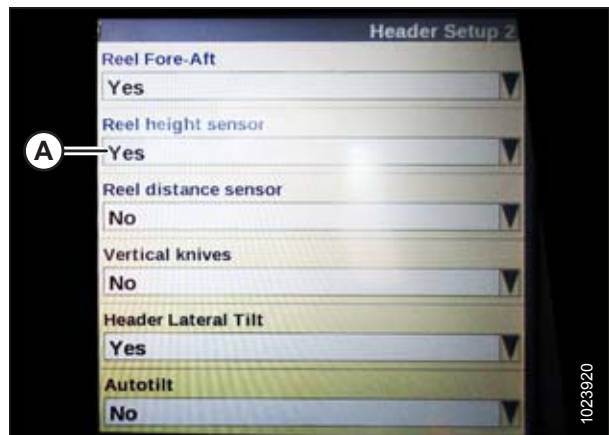 Header Setup 2
Reel Fore-Aft
Yes
Reel height sensor
A
Yes
Reel distance sensor
No
Vertical knives
No
Header Lateral Tilt
Yes
Autotilt
No
1023920